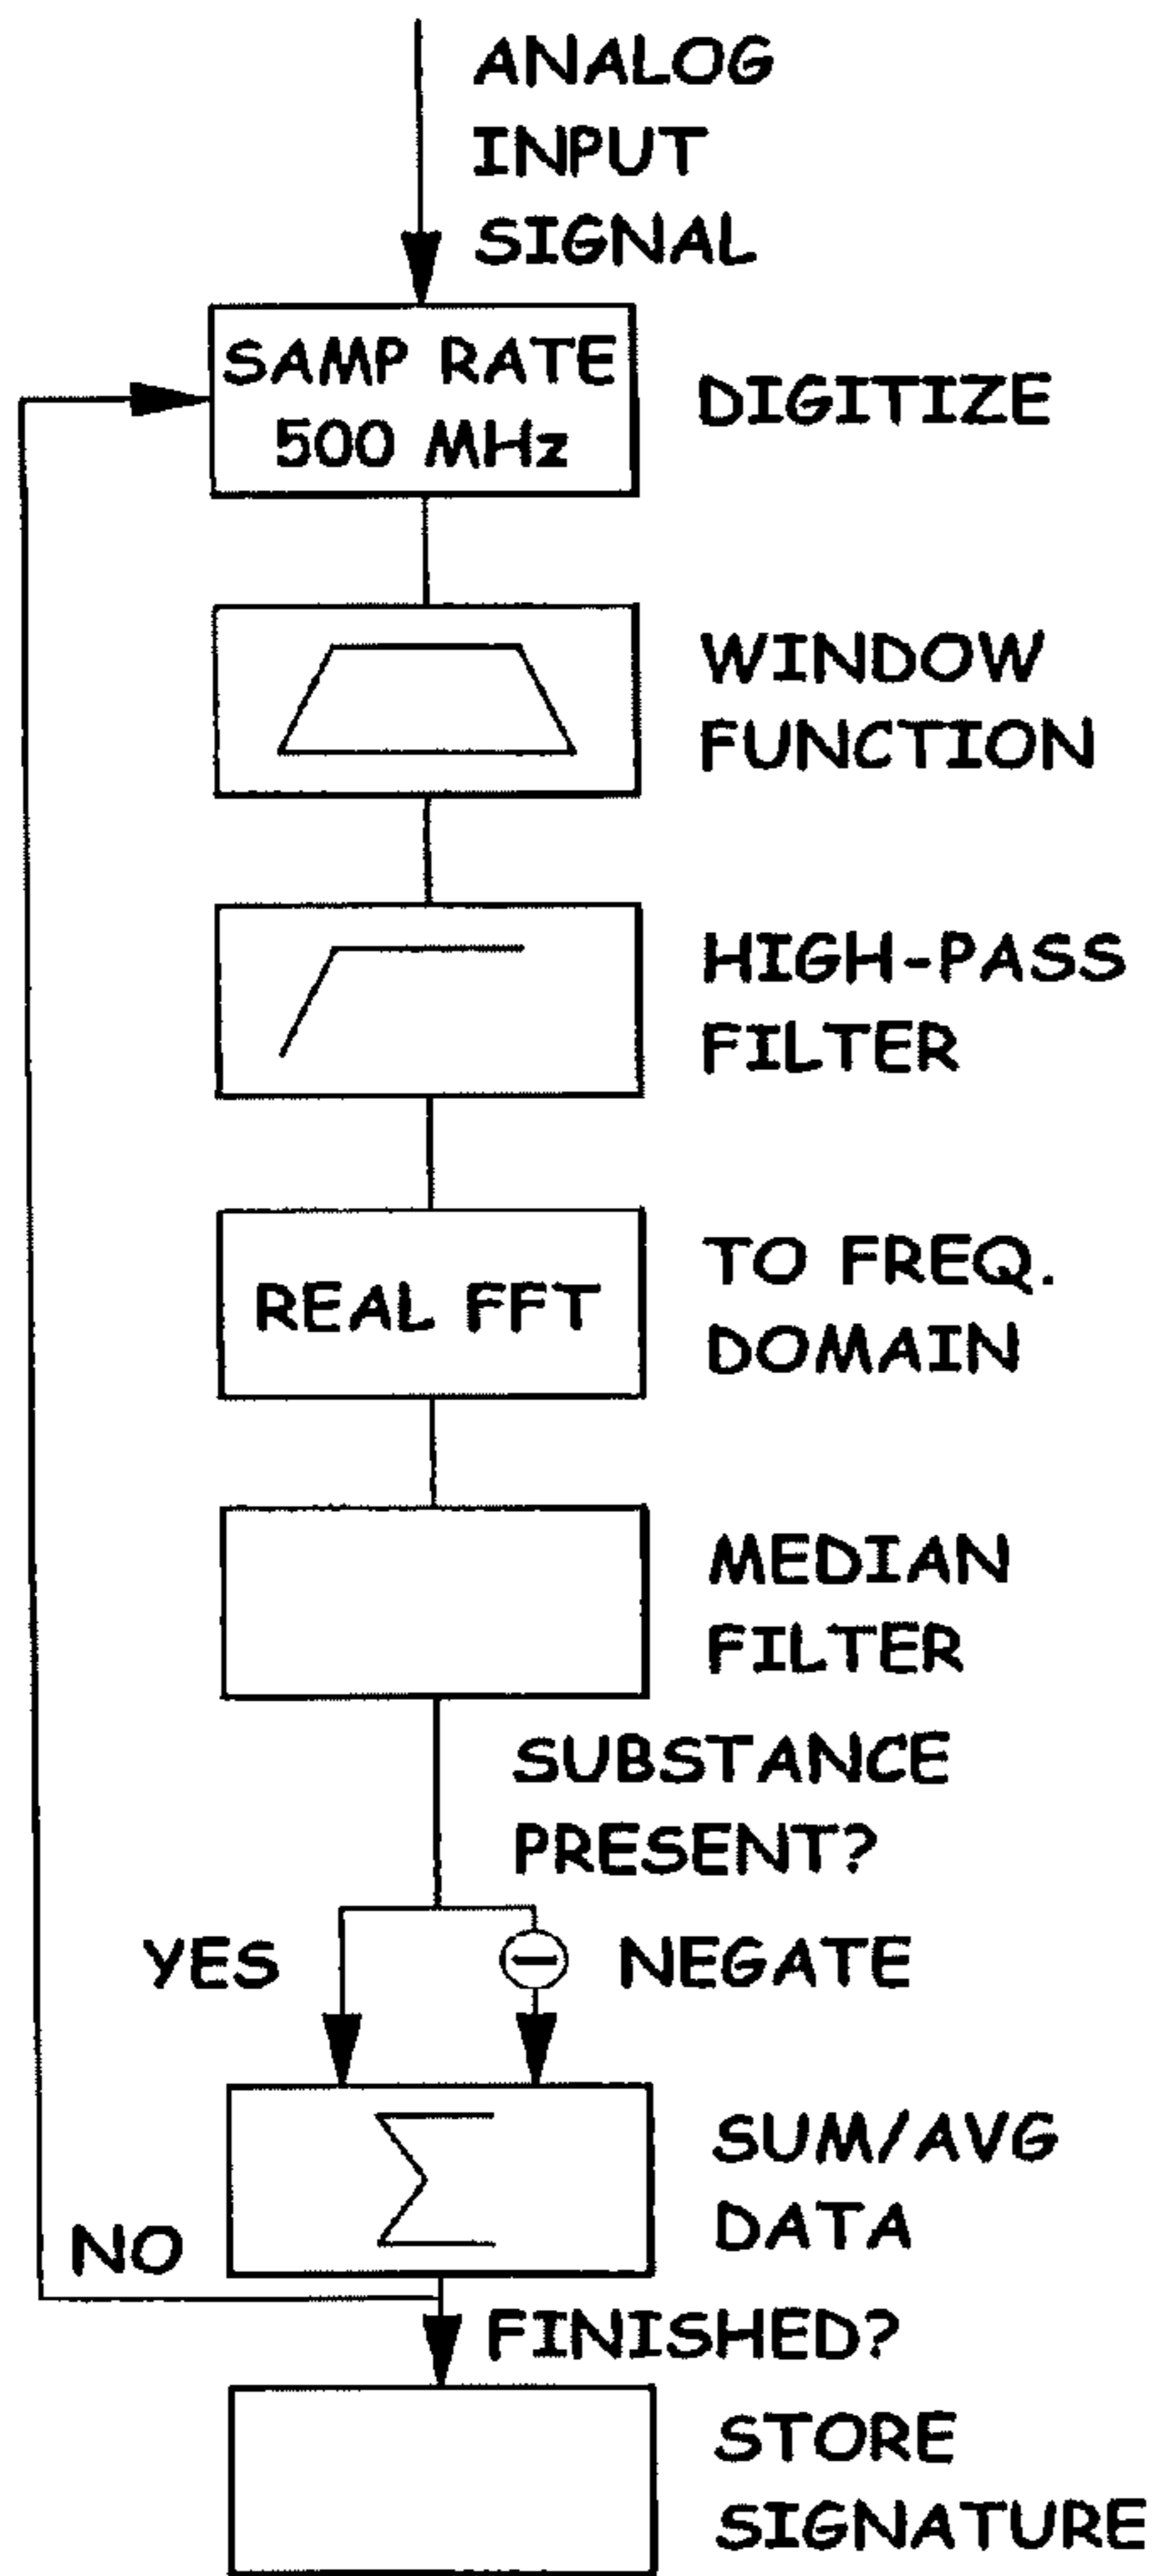 ANALOG
INPUT
SIGNAL
SAMP RATE
500 MHz
DIGITIZE
WINDOW
FUNCTION
HIGH-PASS
FILTER
REAL FFT
TO FREQ.
DOMAIN
MEDIAN
FILTER
SUBSTANCE
PRESENT?
YES
NEGATE
SUM/AVG
DATA
NO
FINISHED?
STORE
SIGNATURE